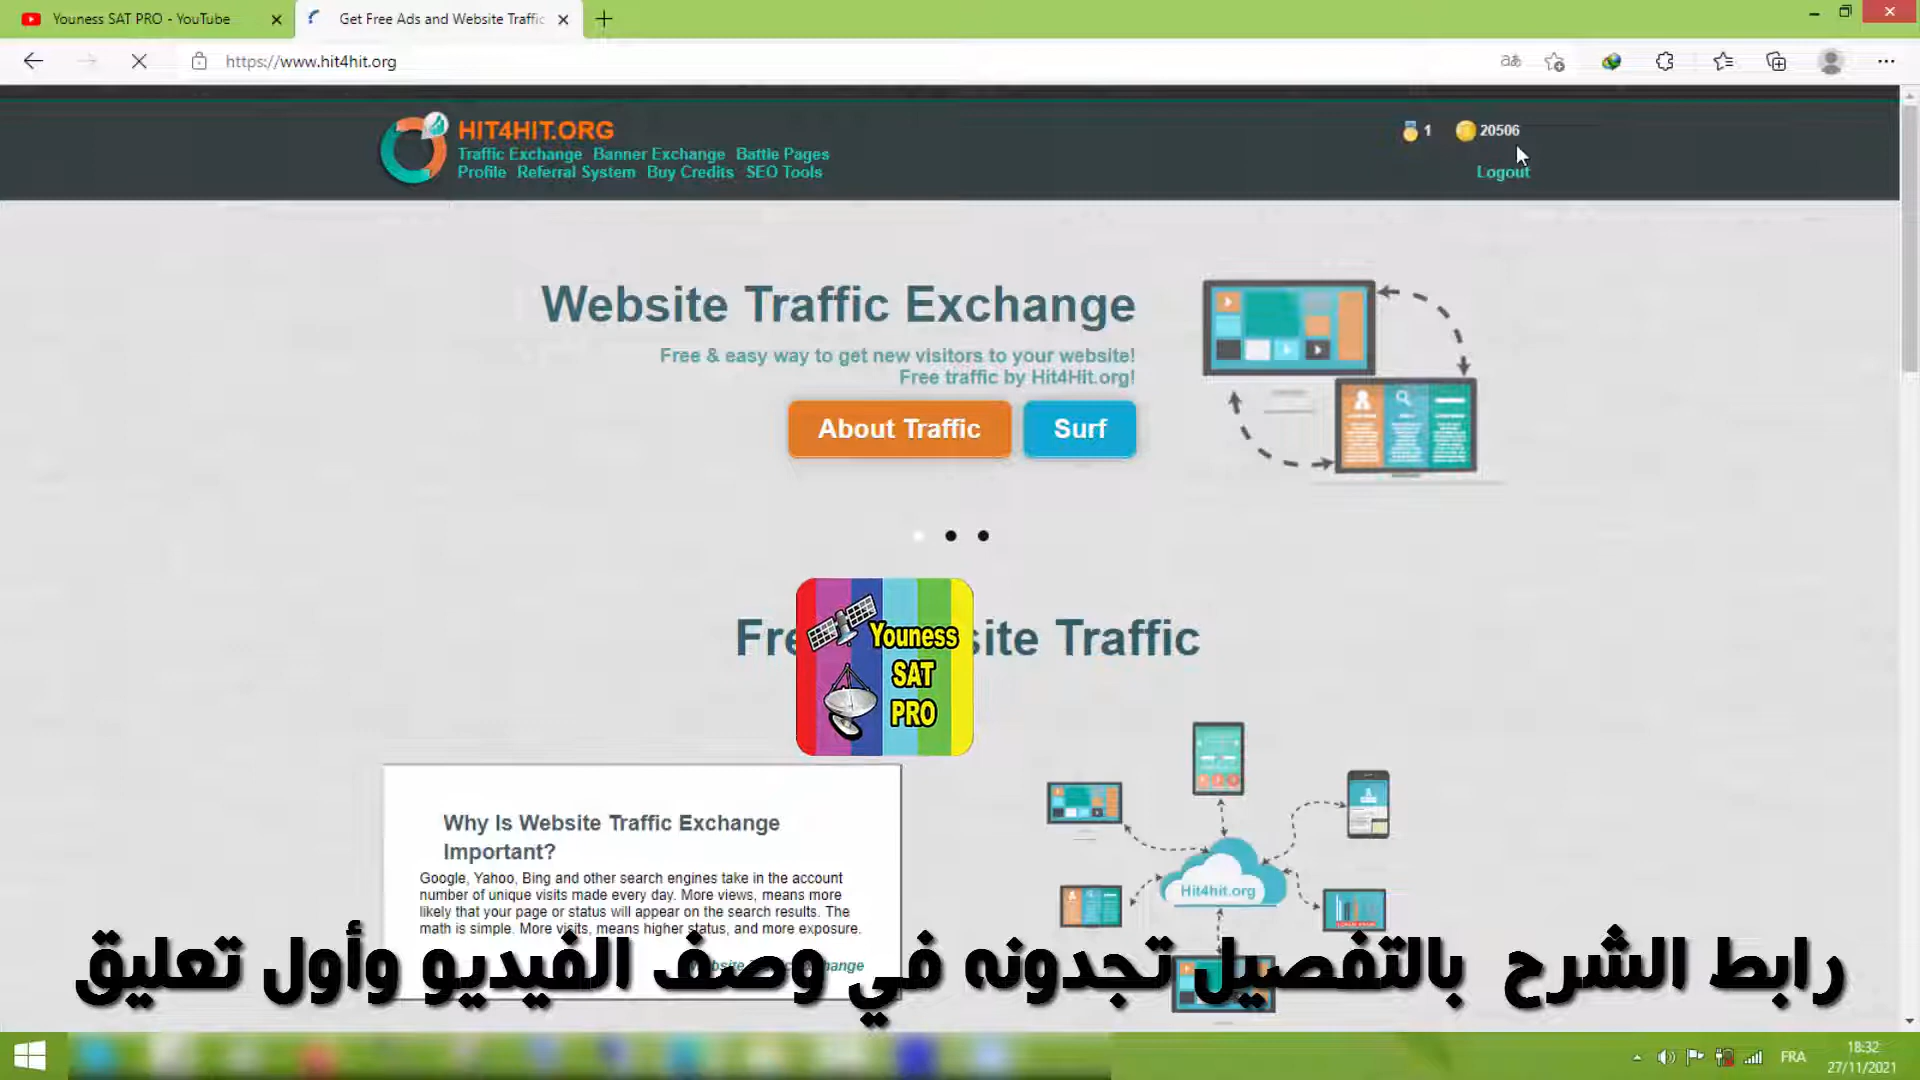 Youness SAT PRO - YouTube
Get Free Ads and Website Traffic
https://www.hit4hit.org
HIT4HIT.ORG
Traffic Exchange Banner Exchange Battle Pages
Profile Referral System Buy Credits SEO Tools
1 20506
Logout
Website Traffic Exchange
Free & easy way to get new visitors to your website!
Free traffic by Hit4Hit.org!
About Traffic Surf
Traffic
Youness
SAT
PRO
Why Is Website Traffic Exchange
Important?
Google, Yahoo, Bing and other search engines take in the account
number of unique visits made every day. More views, means more
likely that your page or status will appear on the search results. The
math is simple. More visits, means higher status, and more exposure.
Hit4hit.org
رابط الشرح بالتفصيل تجدونه في وصف الفيديو وأول تعليق
FRA
18:32
27/11/2021